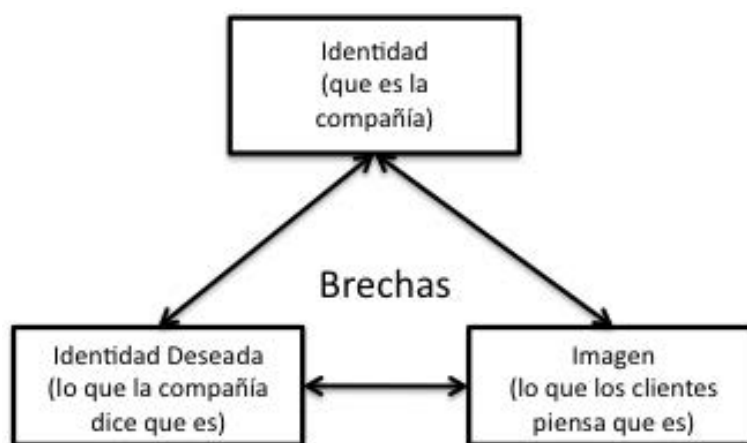 Identidad
(que es la
compañía)
Brechas
Identidad Deseada
(lo que la compañía
dice que es)
Imagen
(lo que los clientes
piensa que es)